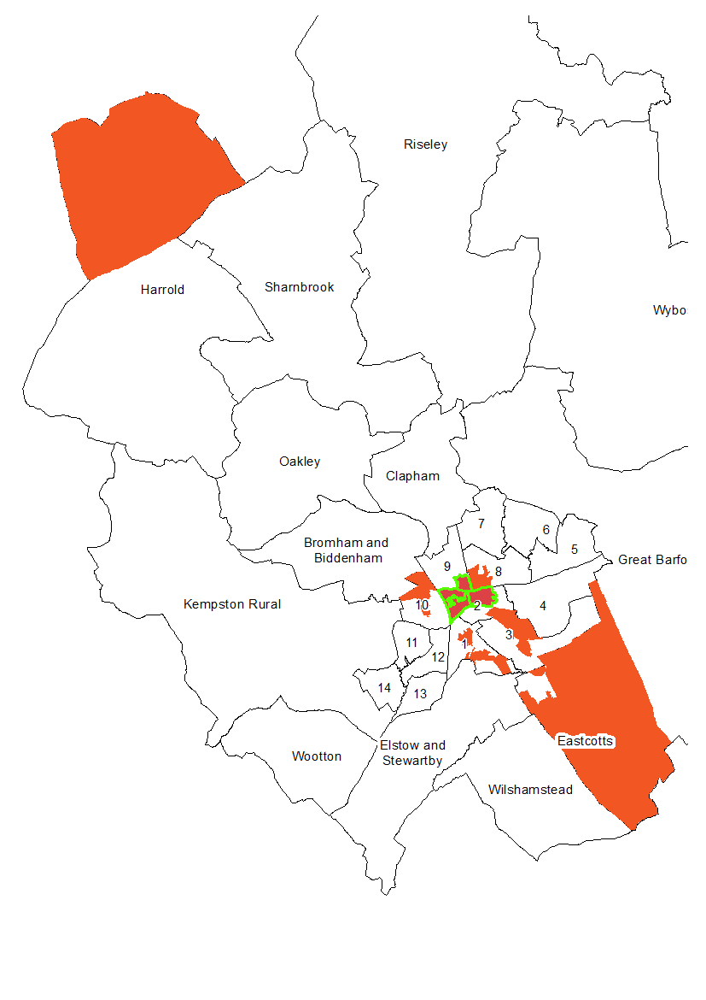 Riseley
Harrold
Sharnbrook
Wybo
Oakley
Clapham
7
6
5
Bromham and
Biddenham
9
8
Great Barfo
Kempston Rural
10
2
4
3
11
1
12
14
13
Eastcotts
Elstow and
Stewartby
Wootton
Wilshamstead